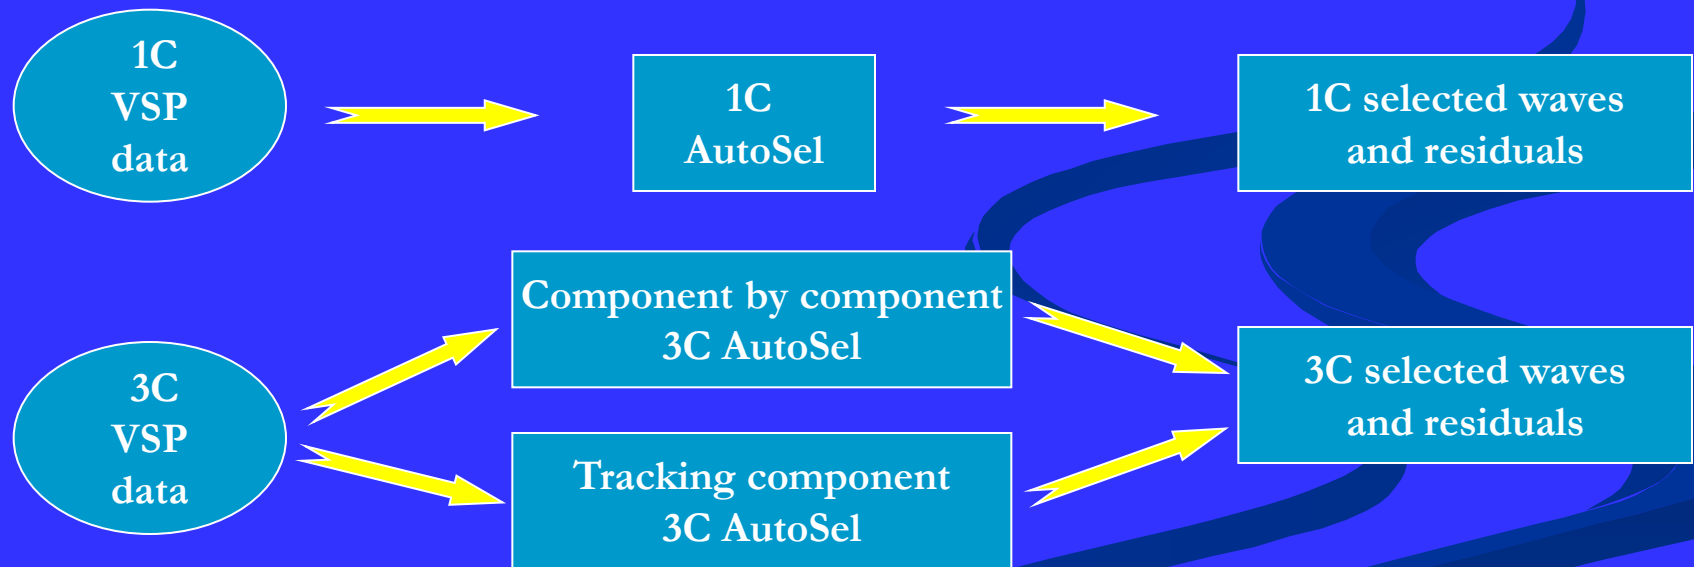 1C
VSP
data
1C
AutoSel
1C selected waves
and residuals
Component by component
3C AutoSel
3C
VSP
data
3C selected waves
and residuals
Tracking component
3C AutoSel